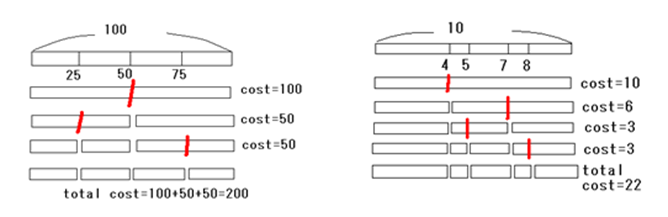 100
25 50 75
cost=100
cost=50
cost=50
total cost=100+50+50=200
10
4 5 7 8
cost=10
cost=6
cost=3
cost=3
total
cost=22